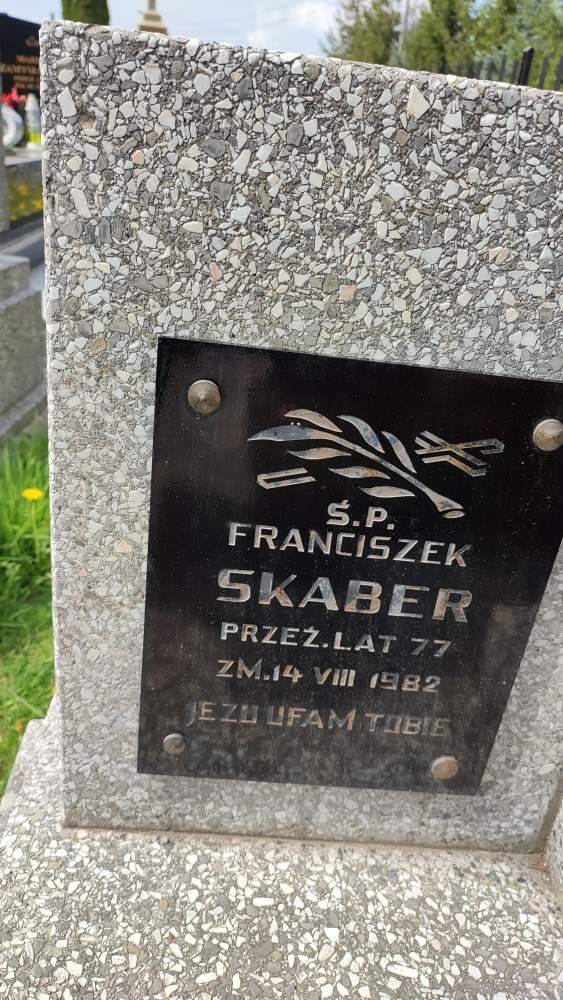 Ś.P.
FRANCISZEK
SKABER
PRZEŻ. LAT 77
ZM. 14 VIII 1982
JEZU UFAM TOBIE